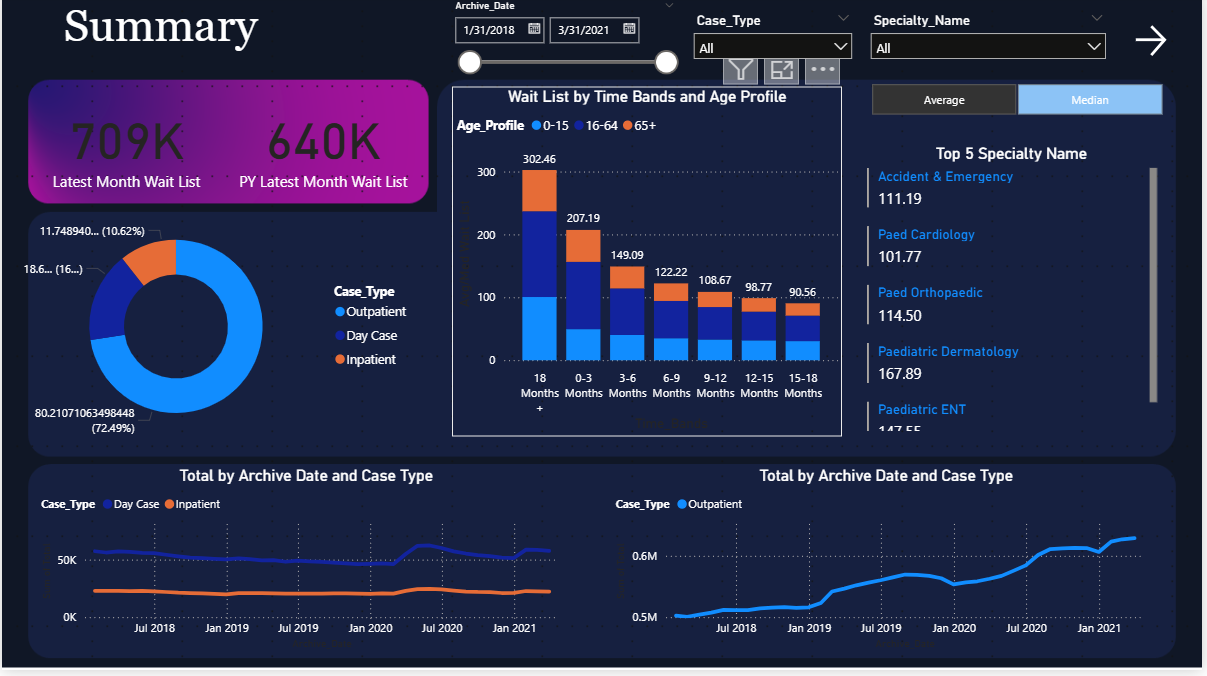 Summary
Archive_Date
1/31/2018
3/31/2021
Case_Type
All
Specialty_Name
All
709K
640K
Latest Month Wait List
PY Latest Month Wait List
Wait List by Time Bands and Age Profile
Age_Profile 0-15 16-64 65+
300
200
100
0
302.46
207.19
149.09
122.22
108.67
98.77
90.56
18 Months +
0-3 Months
3-6 Months
6-9 Months
9-12 Months
12-15 Months
15-18 Months
Average
Median
Top 5 Specialty Name
Accident & Emergency
111.19
Paed Cardiology
101.77
Paed Orthopaedic
114.50
Paediatric Dermatology
167.89
Paediatric ENT
147.55
11.748940... (10.62%)
18.6... (16...)
80.21071063498448
(72.49%)
Case_Type
Outpatient
Day Case
Inpatient
Total by Archive Date and Case Type
Case_Type Day Case Inpatient
50K
0K
Jul 2018 Jan 2019 Jul 2019 Jan 2020 Jul 2020 Jan 2021
Total by Archive Date and Case Type
Case_Type Outpatient
0.6M
0.5M
Jul 2018 Jan 2019 Jul 2019 Jan 2020 Jul 2020 Jan 2021